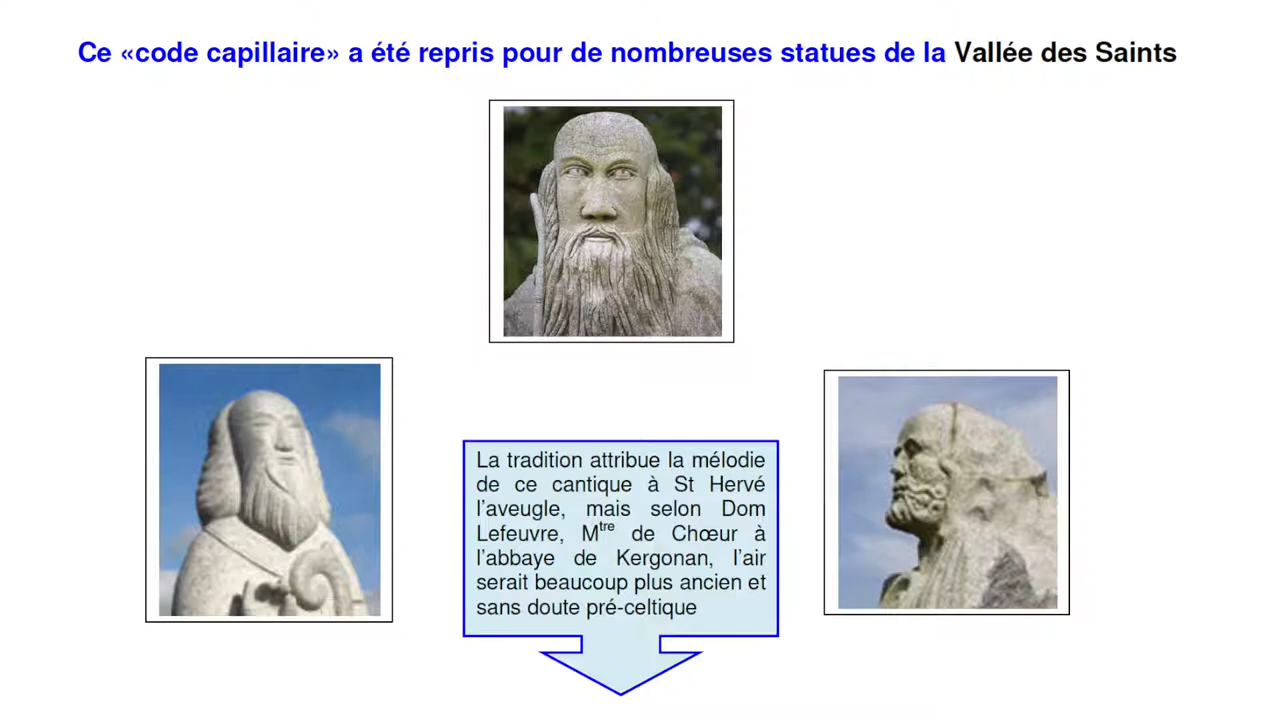 Ce «code capillaire» a été repris pour de nombreuses statues de la Vallée des Saints
La tradition attribue la mélodie
de ce cantique à St Hervé
l'aveugle, mais selon Dom
Lefeuvre, Mtre de Chœur à
l'abbaye de Kergonan, l'air
serait beaucoup plus ancien et
sans doute pré-celtique